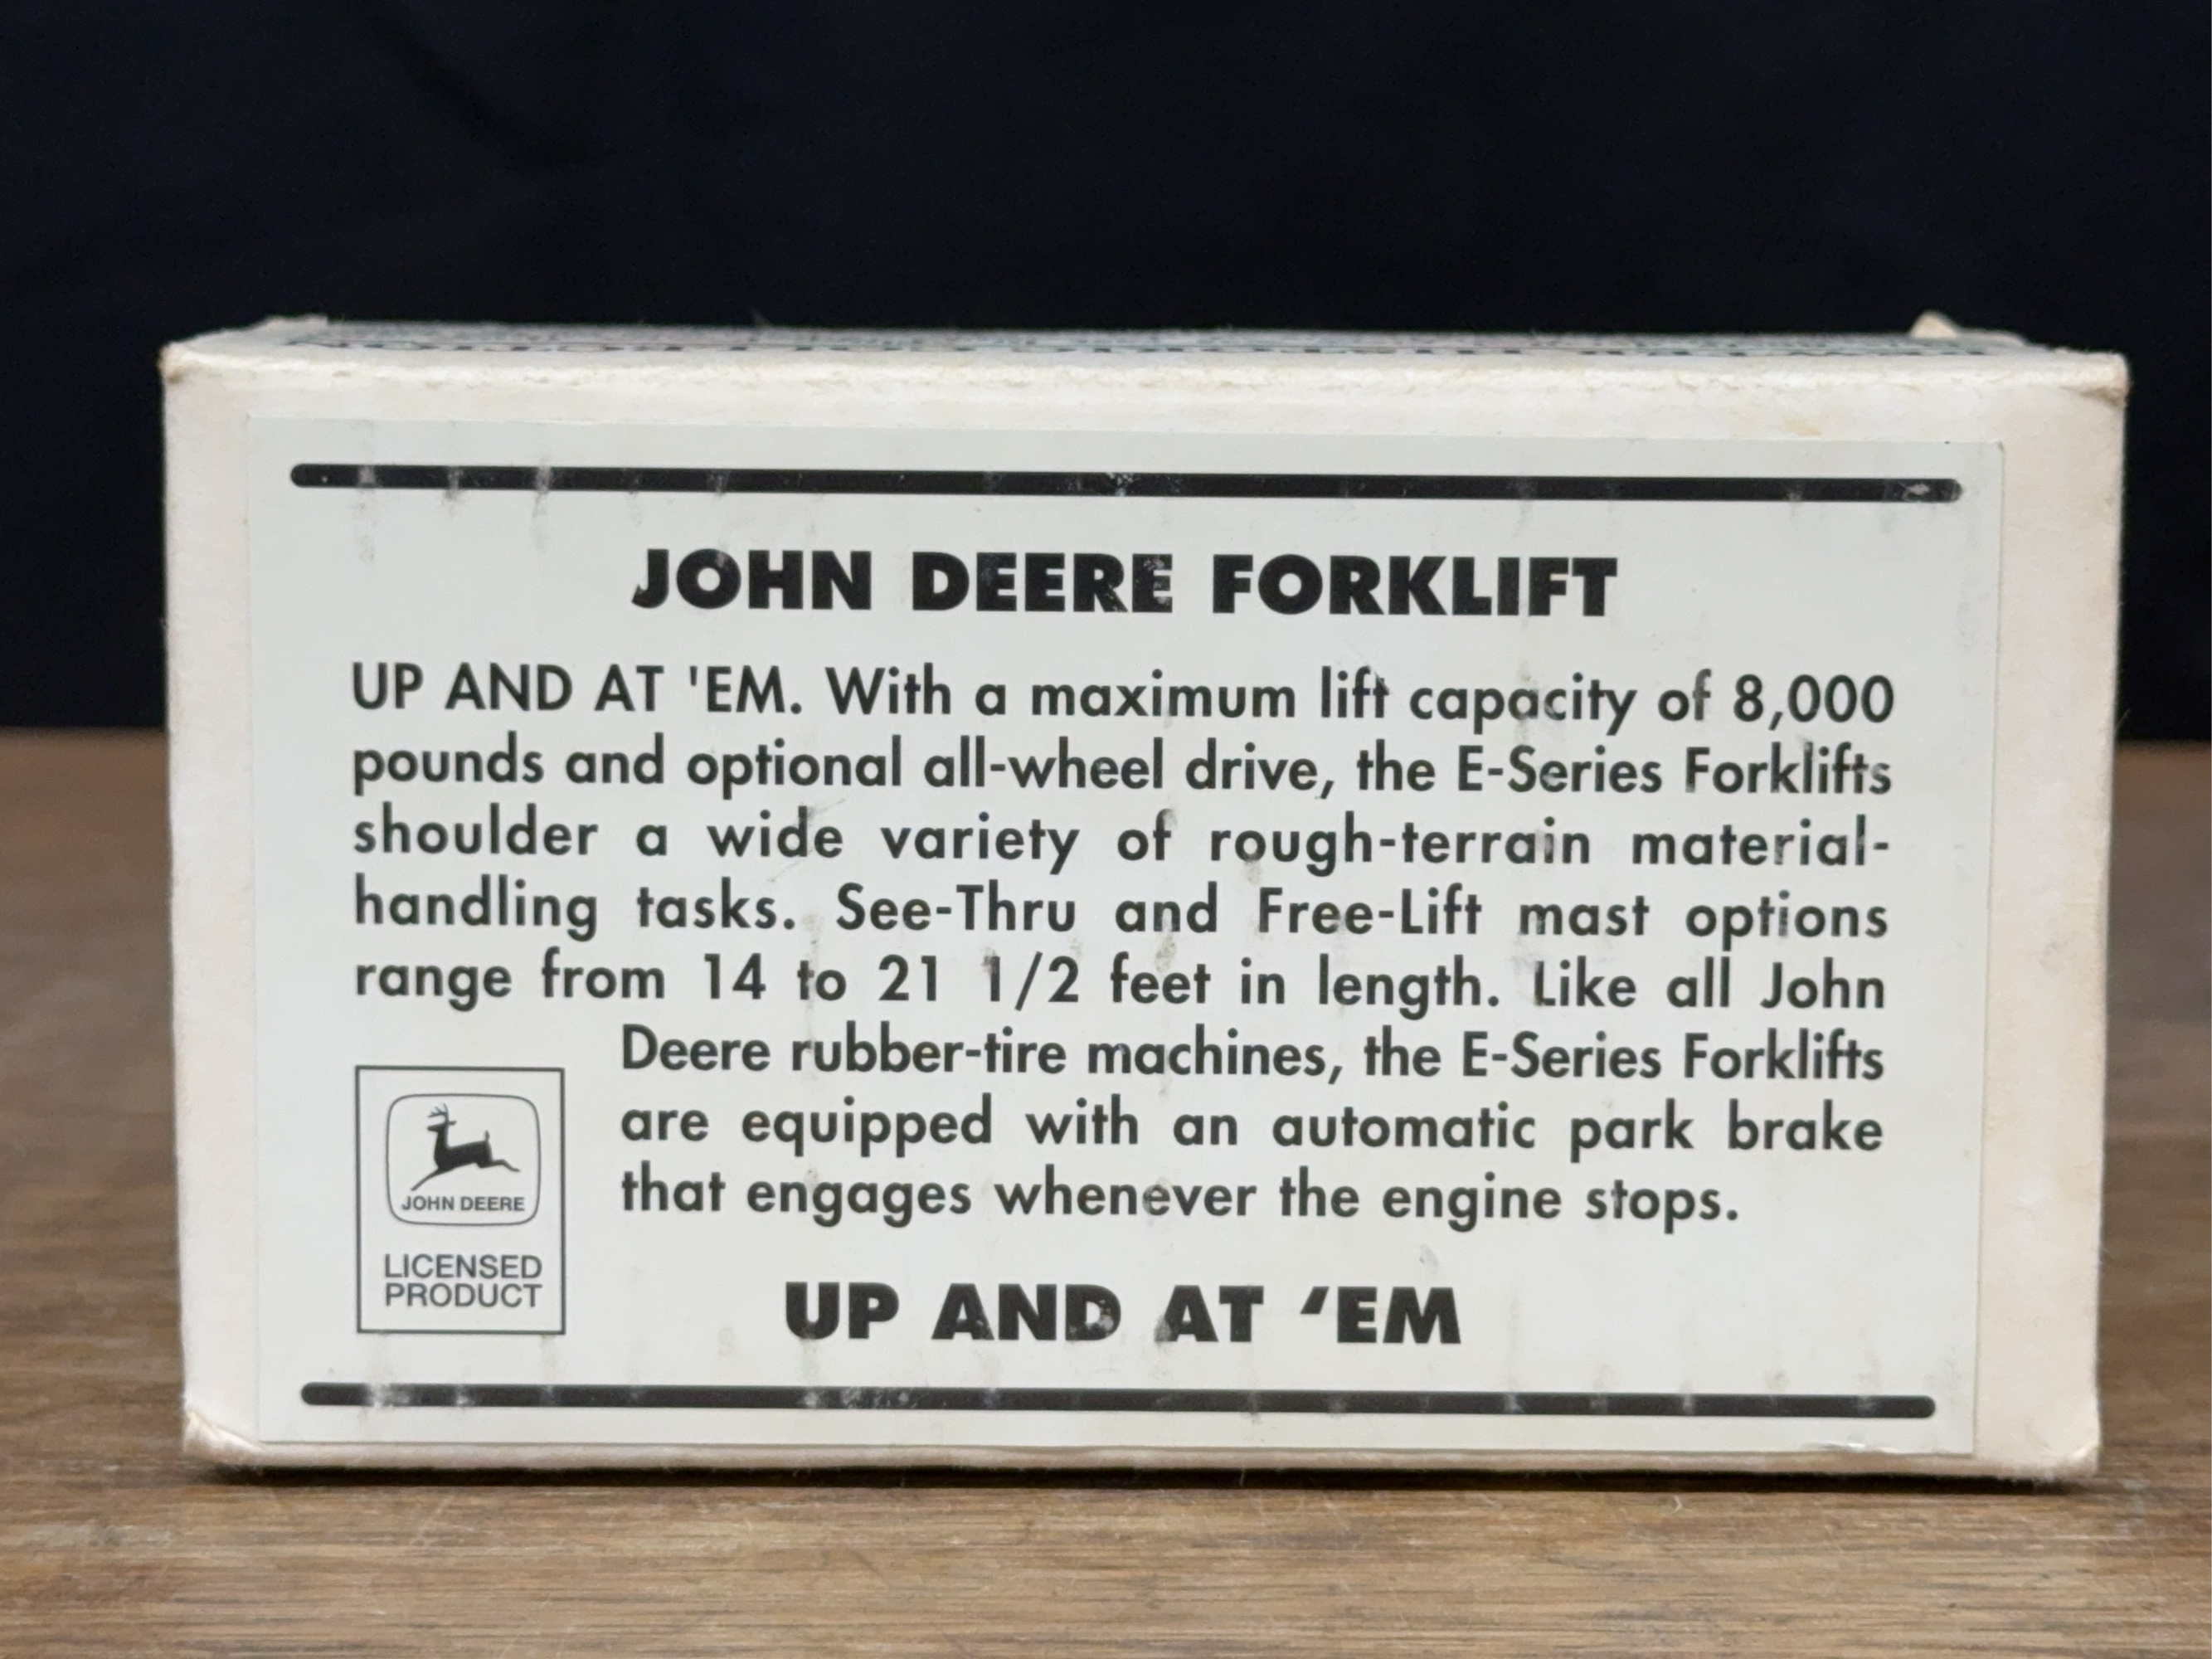 JOHN DEERE FORKLIFT
UP AND AT 'EM. With a maximum lift capacity of 8,000
pounds and optional all-wheel drive, the E-Series Forklifts
shoulder a wide variety of rough-terrain material-
handling tasks. See-Thru and Free-Lift mast options
range from 14 to 21 1/2 feet in length. Like all John
Deere rubber-tire machines, the E-Series Forklifts
are equipped with an automatic park brake
that engages whenever the engine stops.
JOHN DEERE
LICENSED
PRODUCT
UP AND AT ‘EM